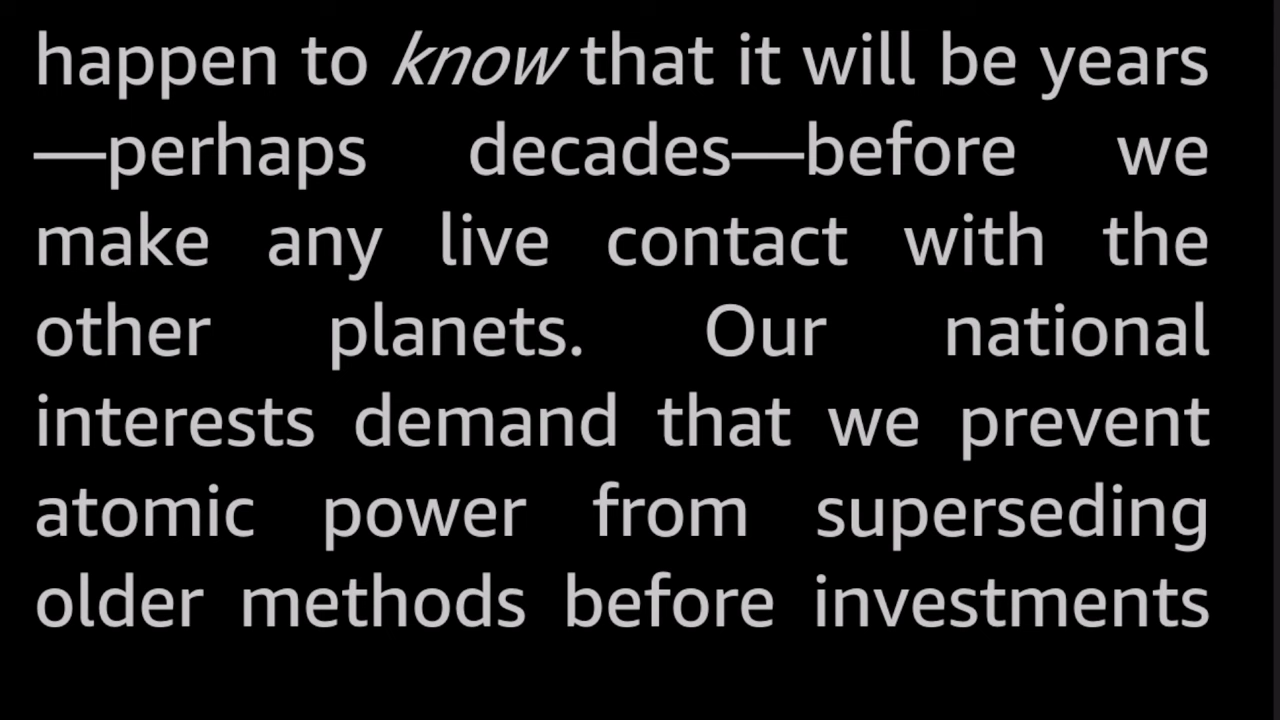 happen to know that it will be years
—perhaps decades—before we
make any live contact with the
other planets. Our national
interests demand that we prevent
atomic power from superseding
older methods before investments